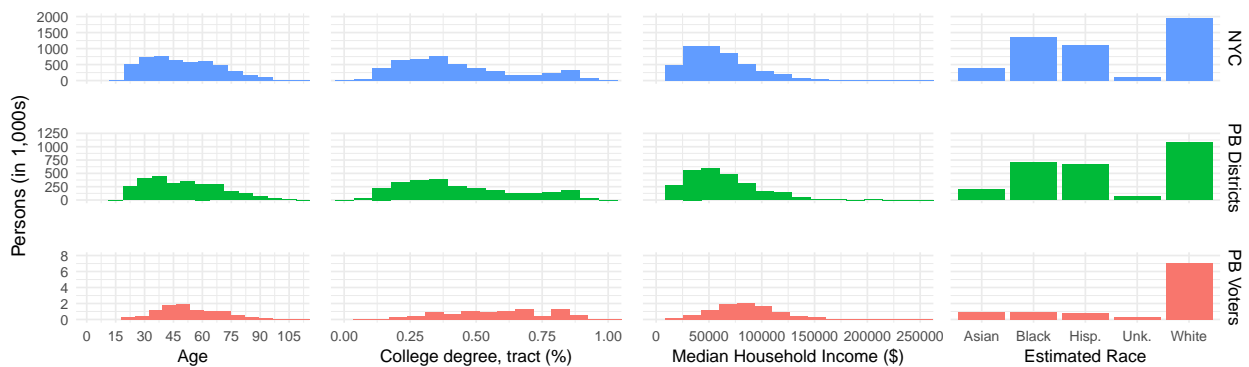 Persons (in 1,000s)
2000
1500
1000
500
0
NYC
1250
1000
750
500
250
0
PB Districts
8
6
4
2
0
PB Voters
0 15 30 45 60 75 90 105
0.00 0.25 0.50 0.75 1.00
0 50000 100000 150000 200000 250000
Asian Black Hisp. Unk. White
Age
College degree, tract (%)
Median Household Income ($)
Estimated Race